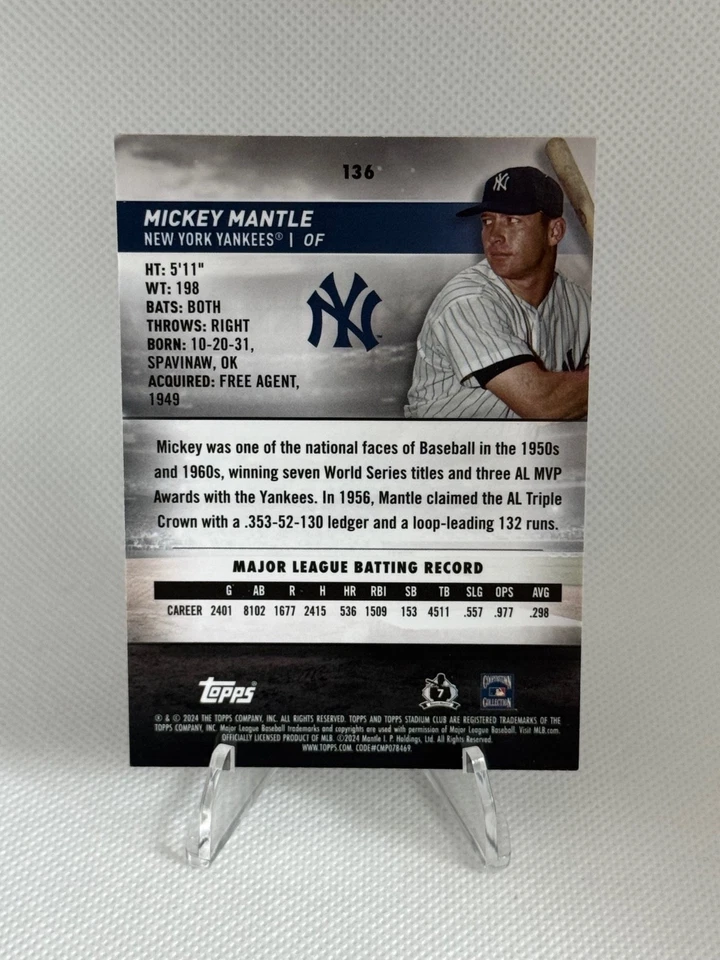 136
MICKEY MANTLE
NEW YORK YANKEES® | OF
HT: 5'11"
WT: 198
BATS: BOTH
THROWS: RIGHT
BORN: 10-20-31,
SPAVINAW, OK
ACQUIRED: FREE AGENT,
1949
NY
Mickey was one of the national faces of Baseball in the 1950s
and 1960s, winning seven World Series titles and three AL MVP
Awards with the Yankees. In 1956, Mantle claimed the AL Triple
Crown with a .353-52-130 ledger and a loop-leading 132 runs.
MAJOR LEAGUE BATTING RECORD
G AB R H HR RBI SB TB SLG OPS AVG
CAREER 2401 8102 1677 2415 536 1509 153 4511 .557 .977 .298
topps
7
COOPERSTOWN
COLLECTION
® & © 2024 THE TOPPS COMPANY, INC. ALL RIGHTS RESERVED. TOPPS AND TOPPS STADIUM CLUB ARE REGISTERED TRADEMARKS OF THE
TOPPS COMPANY, INC. Major League Baseball trademarks and copyrights are used with permission of Major League Baseball. Visit MLB.com.
OFFICIALLY LICENSED PRODUCT OF MLB. ©2024 Mantle I. P. Holdings, Ltd. All Rights Reserved.
WWW.TOPPS.COM. CODE#CMP078469.